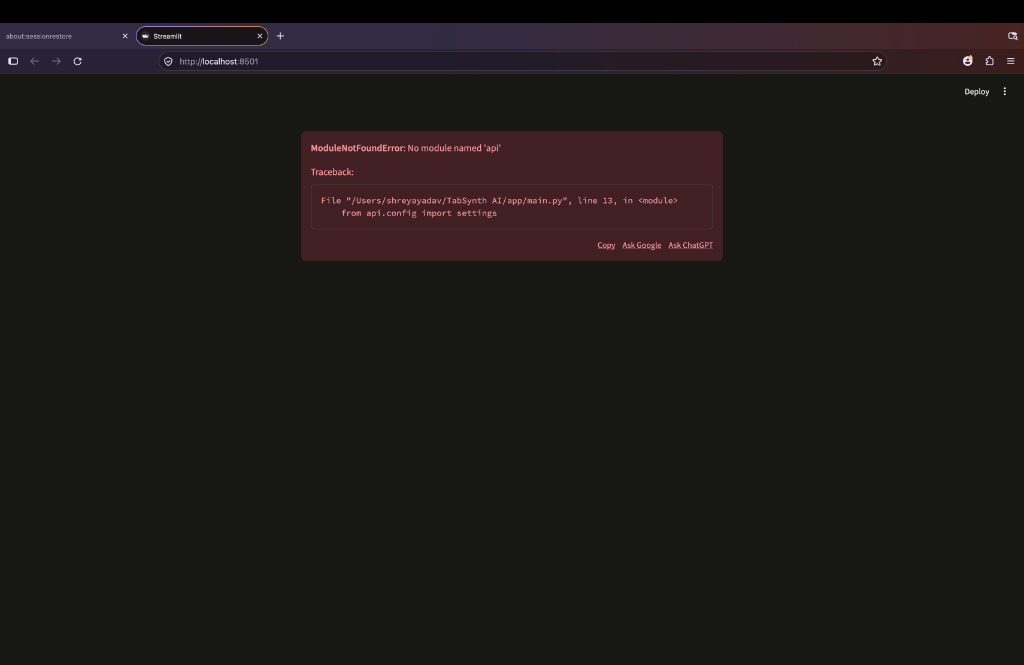 about:sessionrestore
Streamlit
http://localhost:8501
Deploy
ModuleNotFoundError: No module named 'api'
Traceback:
File "/Users/shreyayadav/TabSynth AI/app/main.py", line 13, in <module>
from api.config import settings
Copy Ask Google Ask ChatGPT